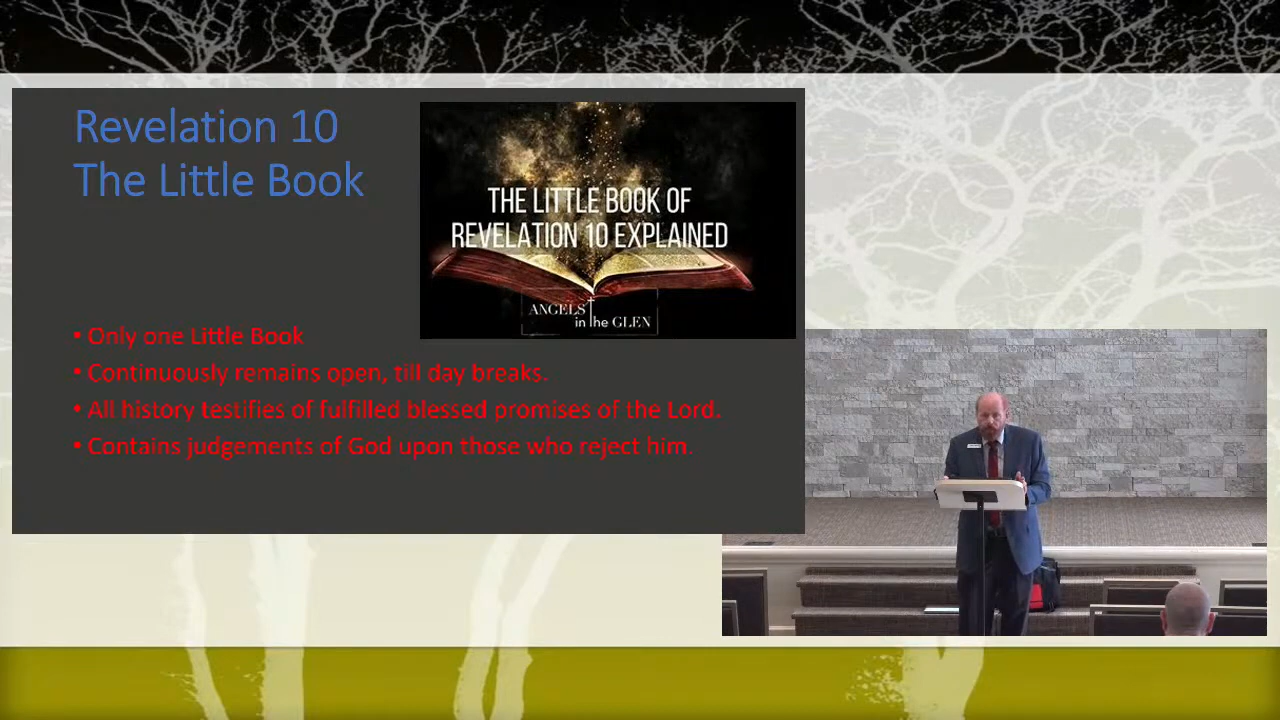 Revelation 10
The Little Book
THE LITTLE BOOK OF
REVELATION 10 EXPLAINED
ANGELS
in the GLEN
• Only one Little Book
• Continuously remains open, till day breaks.
• All history testifies of fulfilled blessed promises of the Lord.
• Contains judgements of God upon those who reject him.